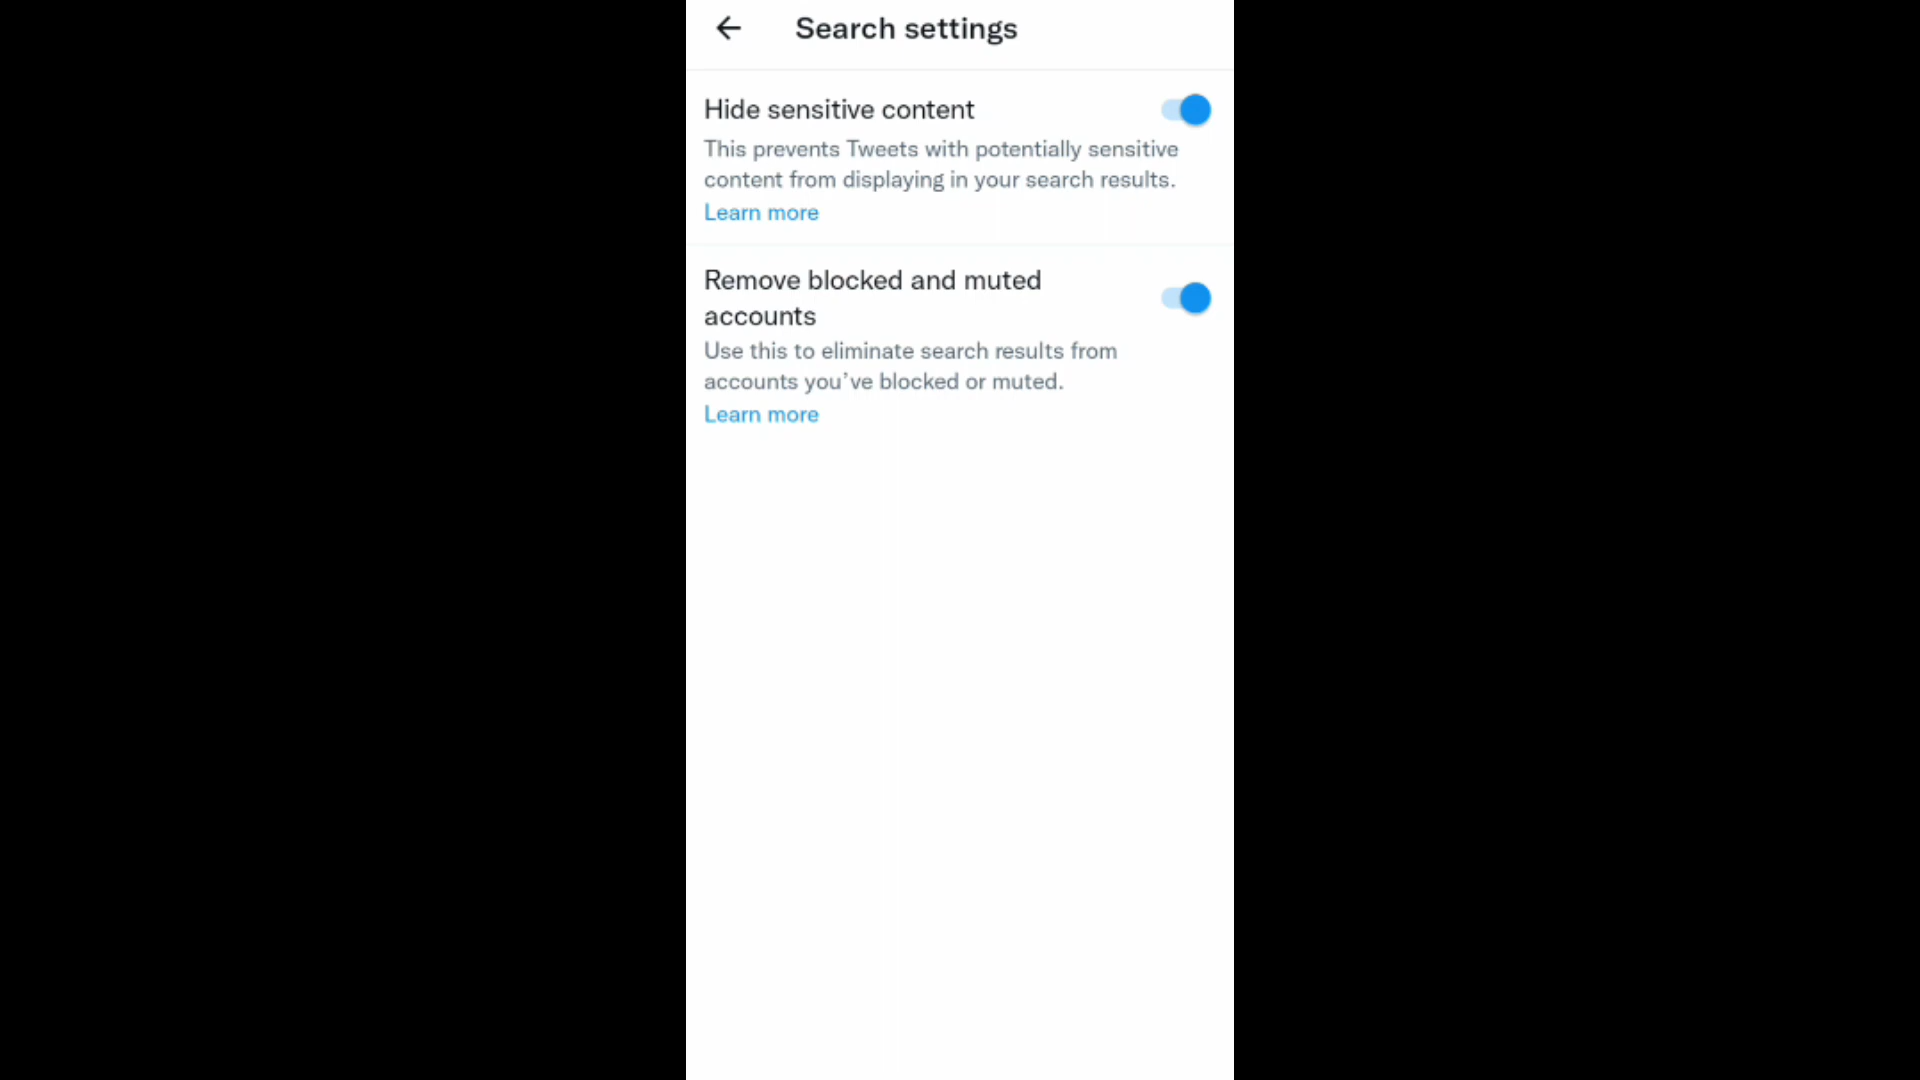 Search settings
Hide sensitive content
This prevents Tweets with potentially sensitive
content from displaying in your search results.
Learn more
Remove blocked and muted
accounts
Use this to eliminate search results from
accounts you’ve blocked or muted.
Learn more